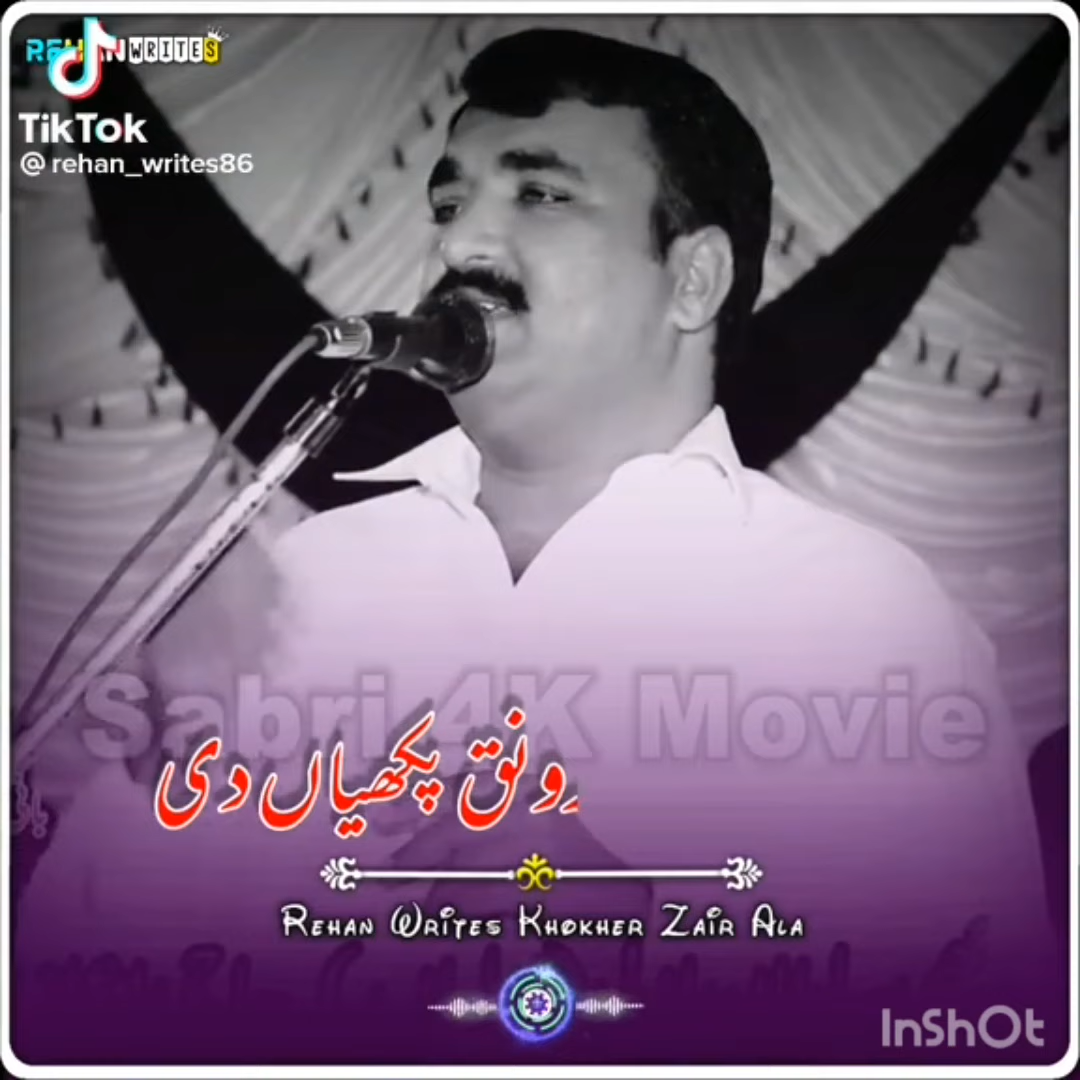 REHAN WRITES
TikTok
@rehan_writes86
Sabri 4K Movie
ونق پکھیاں دی
REHAN WRITES KHOKHER ZAIR ALA
InShOt